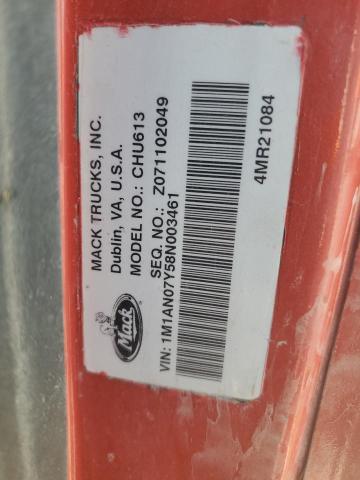 MACK TRUCKS, INC.
Dublin, VA, U.S.A.
MODEL NO.: CHU613
SEQ. NO.: Z071102049
VIN: 1M1AN07Y58N003461
4MR21084
Mack